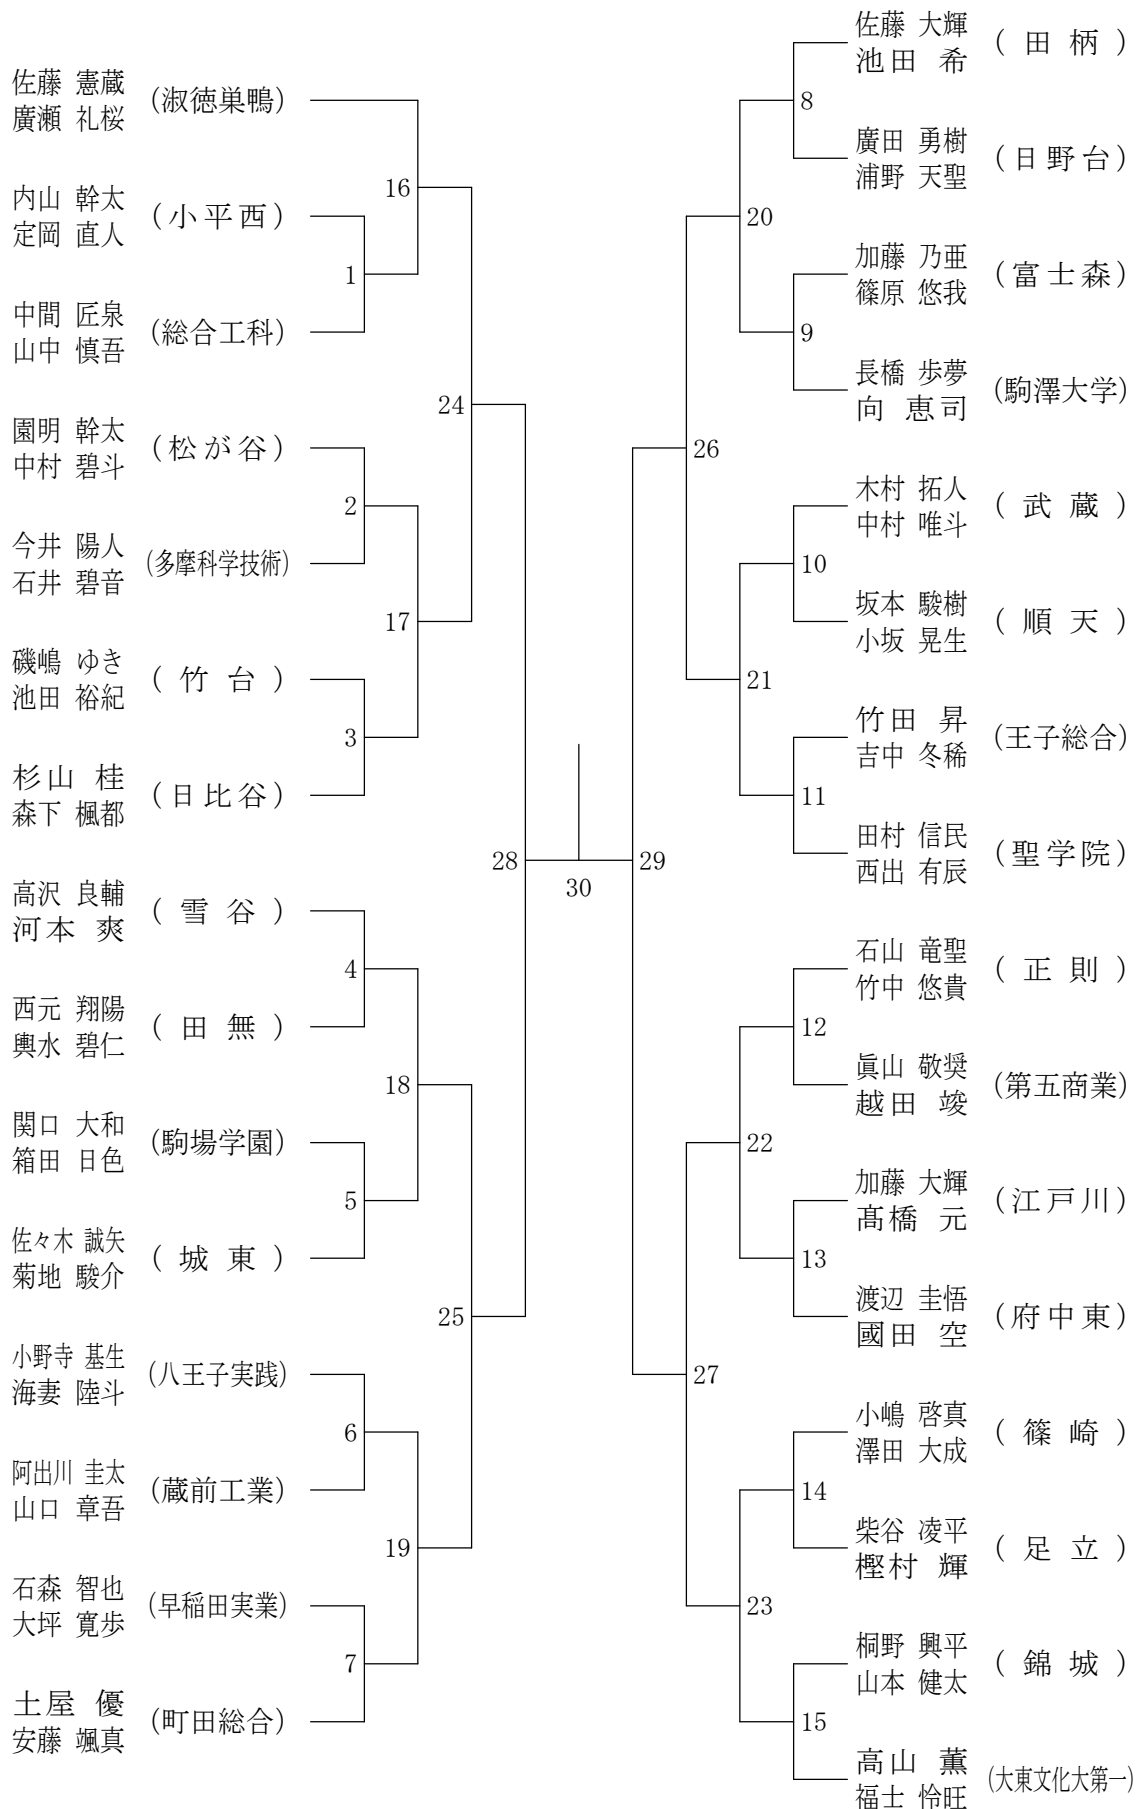 佐藤 憲蔵
廣瀬 礼桜
(淑徳巣鴨)
内山 幹太
定岡 直人
(小平西)
中間 匠泉
山中 慎吾
(総合工科)
園明 幹太
中村 碧斗
(松が谷)
今井 陽人
石井 碧音
(多摩科学技術)
磯嶋 ゆき
池田 裕紀
(竹台)
杉山 桂
森下 楓都
(日比谷)
高沢 良輔
河本 爽
(雪谷)
西元 翔陽
輿水 碧仁
(田無)
関口 大和
箱田 日色
(駒場学園)
佐々木 誠矢
菊地 駿介
(城東)
小野寺 基生
海妻 陸斗
(八王子実践)
阿出川 圭太
山口 章吾
(蔵前工業)
石森 智也
大坪 寛歩
(早稲田実業)
土屋 優
安藤 颯真
(町田総合)
1
2
3
4
5
6
7
16
17
18
19
24
25
28
30
29
26
27
20
21
22
23
8
9
10
11
12
13
14
15
佐藤 大輝
池田 希
(田柄)
廣田 勇樹
浦野 天聖
(日野台)
加藤 乃亜
篠原 悠我
(富士森)
長橋 歩夢
向 恵司
(駒澤大学)
木村 拓人
中村 唯斗
(武蔵)
坂本 駿樹
小坂 晃生
(順天)
竹田 昇
吉中 冬稀
(王子総合)
田村 信民
西出 有辰
(聖学院)
石山 竜聖
竹中 悠貴
(正則)
眞山 敬奨
越田 竣
(第五商業)
加藤 大輝
髙橋 元
(江戸川)
渡辺 圭悟
國田 空
(府中東)
小嶋 啓真
澤田 大成
(篠崎)
柴谷 凌平
樫村 輝
(足立)
桐野 興平
山本 健太
(錦城)
高山 薫
福士 怜旺
(大東文化大第一)